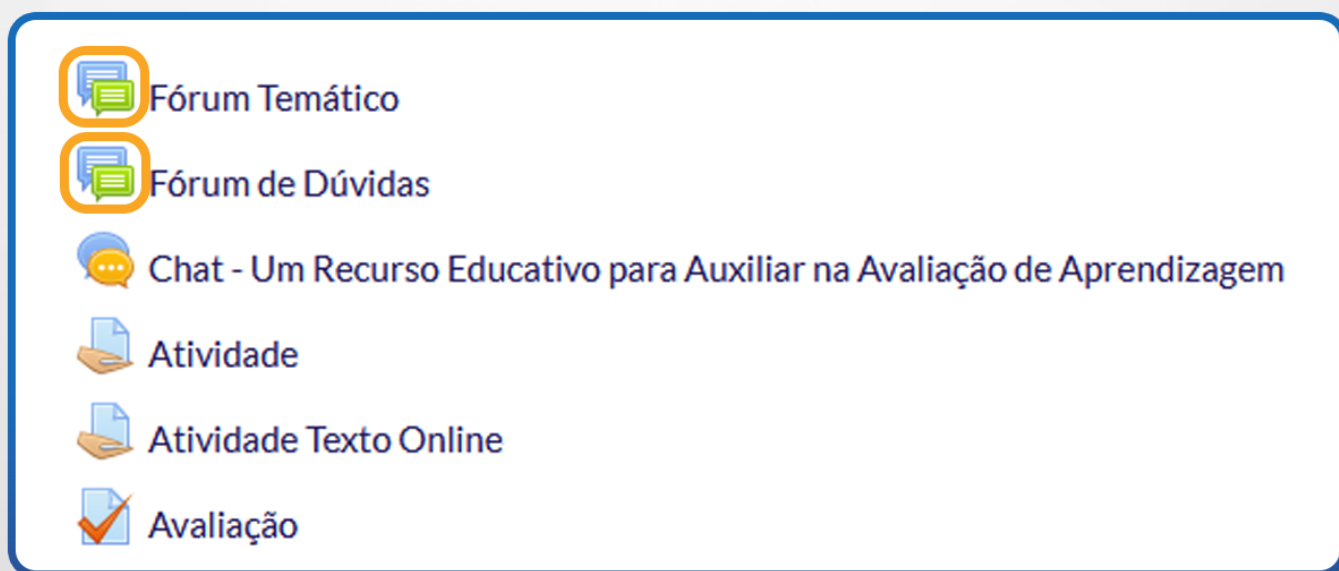 Fórum Temático
Fórum de Dúvidas
Chat - Um Recurso Educativo para Auxiliar na Avaliação de Aprendizagem
Atividade
Atividade Texto Online
Avaliação